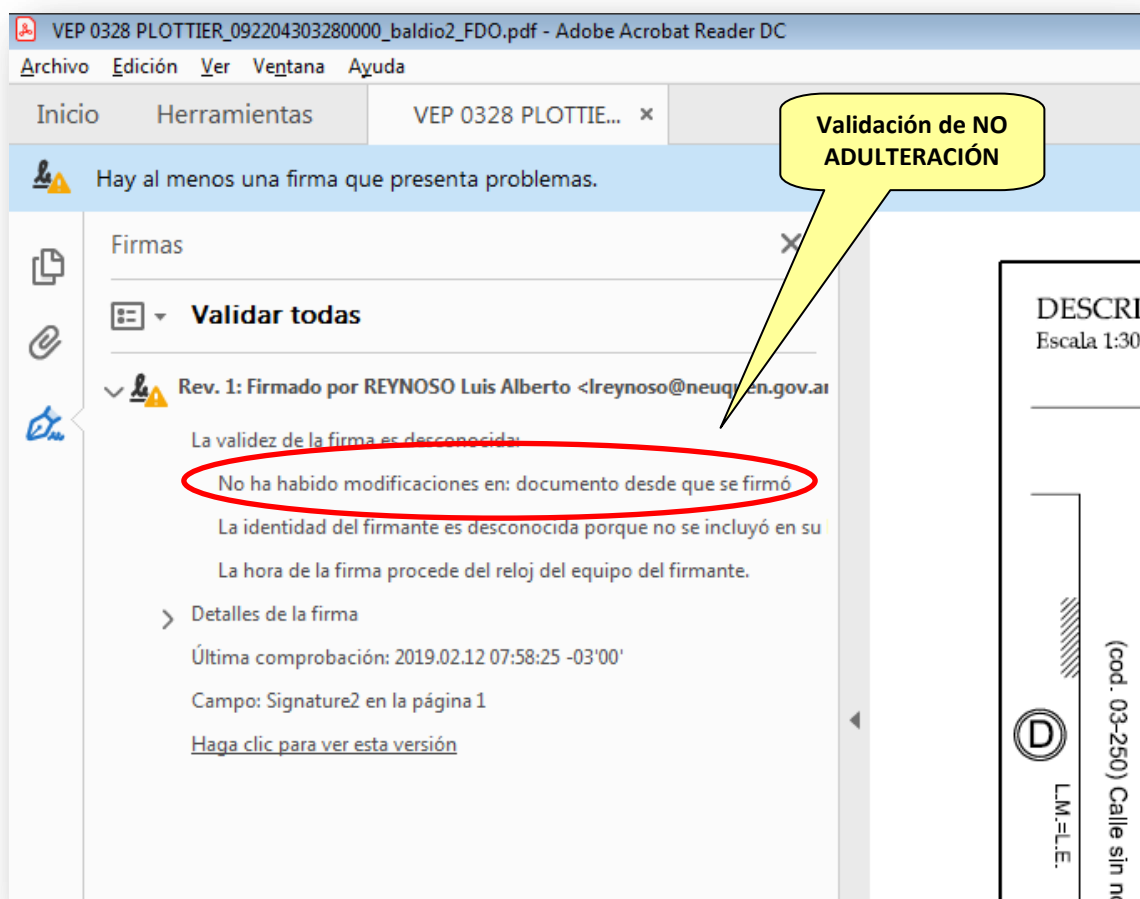 VEP 0328 PLOTTIER_092204303280000_baldio2_FDO.pdf - Adobe Acrobat Reader DC
Archivo Edición Ver Ventana Ayuda
Inicio Herramientas VEP 0328 PLOTTIE... ×
Validación de NO
ADULTERACIÓN
Hay al menos una firma que presenta problemas.
Firmas
Validar todas
Rev. 1: Firmado por REYNOSO Luis Alberto <lreynoso@neuquen.gov.ar
La validez de la firma es desconocida:
No ha habido modificaciones en: documento desde que se firmó
La identidad del firmante es desconocida porque no se incluyó en su
La hora de la firma procede del reloj del equipo del firmante.
Detalles de la firma
Última comprobación: 2019.02.12 07:58:25 -03'00'
Campo: Signature2 en la página 1
Haga clic para ver esta versión
DESCRI
Escala 1:30
D
L.M.=L.E.
(cod. 03-250) Calle sin no